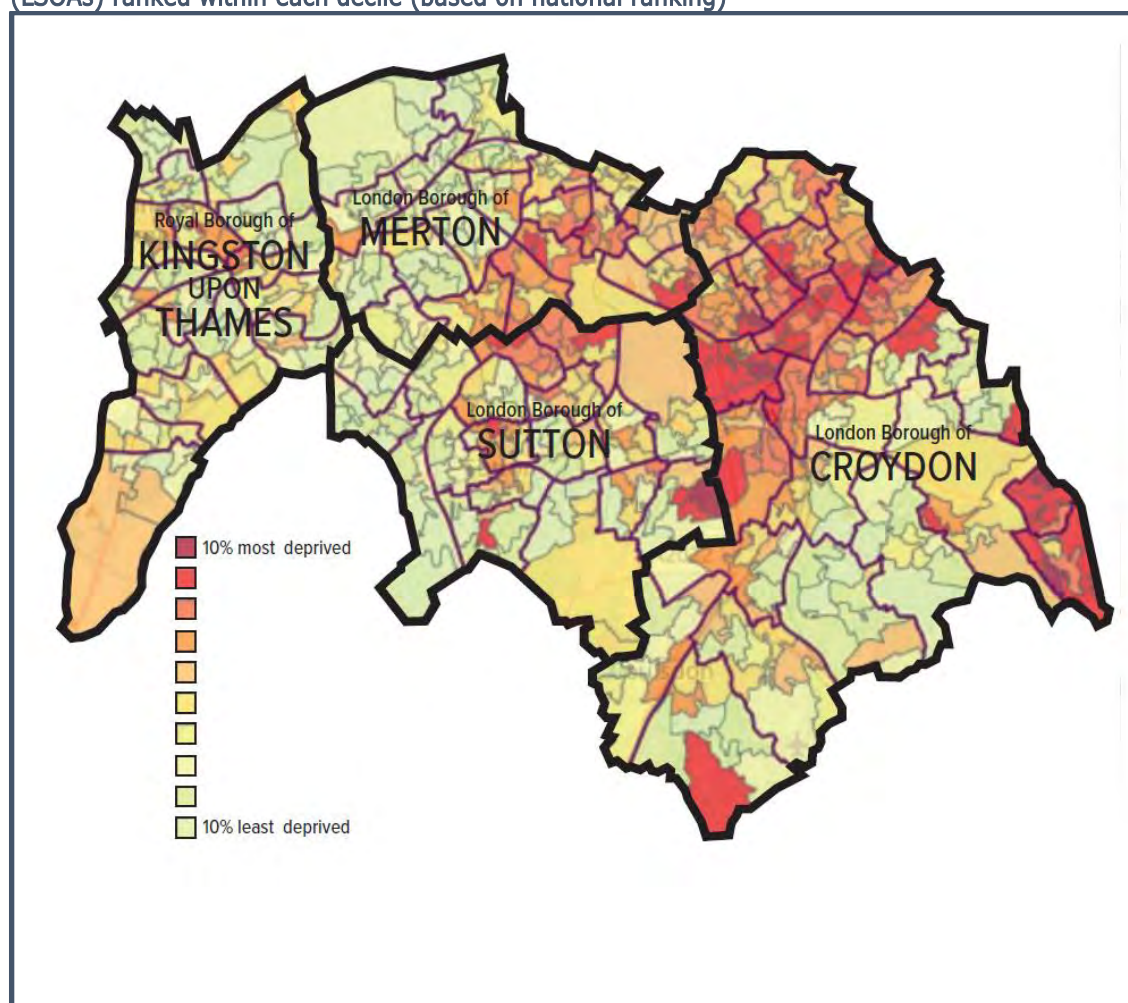 (LSOAs) ranked within each decile (based on national ranking)
Royal Borough of
KINGSTON
UPON
THAMES
London Borough of
MERTON
London Borough of
SUTTON
London Borough of
CROYDON
10% most deprived
10% least deprived